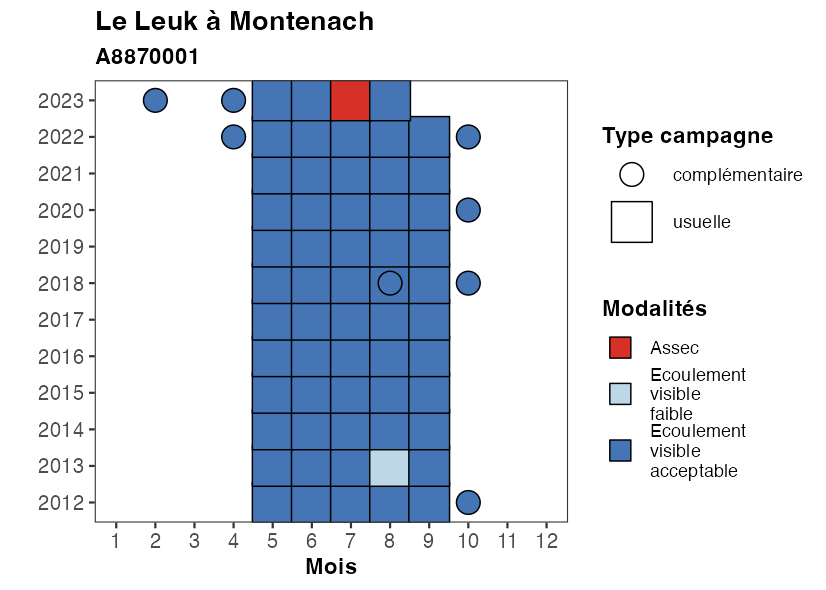 Le Leuk à Montenach
A8870001
2023
2022
2021
2020
2019
2018
2017
2016
2015
2014
2013
2012
1 2 3 4 5 6 7 8 9 10 11 12
Mois
Type campagne
complémentaire
usuelle
Modalités
Assec
Ecoulement
visible
faible
Ecoulement
visible
acceptable